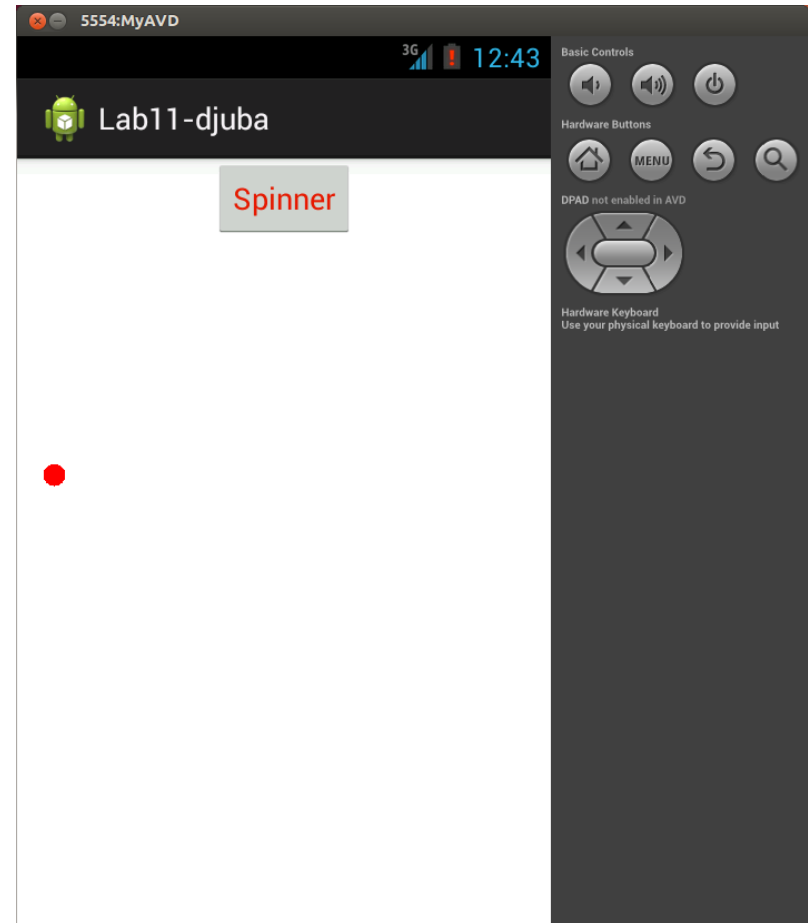 5554:MyAVD
3G 12:43
Lab11-djuba
Spinner
Basic Controls
Hardware Buttons
MENU
DPAD not enabled in AVD
Hardware Keyboard
Use your physical keyboard to provide input